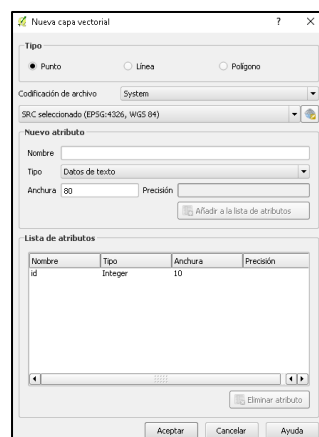 Nueva capa vectorial
Tipo
Punto Línea Polígono
Codificación de archivo System
SRC seleccionado (EPSG:4326, WGS 84)
Nuevo atributo
Nombre
Tipo Datos de texto
Anchura 80 Precisión
Añadir a la lista de atributos
Lista de atributos
Nombre Tipo Anchura Precisión
id Integer 10
Eliminar atributo
Aceptar Cancelar Ayuda